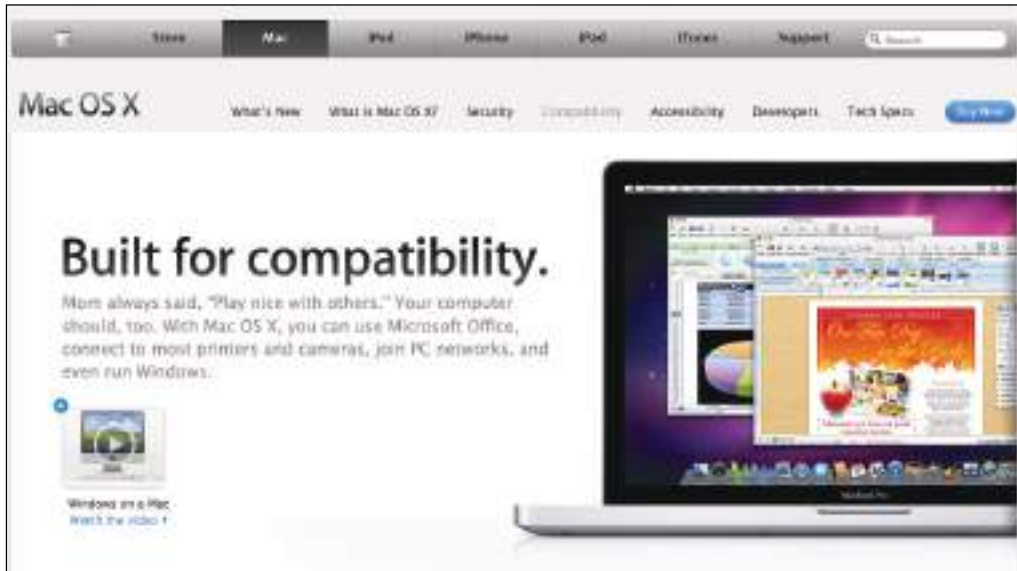 Store Mac iPod iPhone iPad iTunes Support Search
Mac OS X What's New What is Mac OS X? Security Compatibility Accessibility Developers Tech Specs Buy Now
Built for compatibility.
Mom always said, "Play nice with others." Your computer
should, too. With Mac OS X, you can use Microsoft Office,
connect to most printers and cameras, join PC networks, and
even run Windows.
Windows on a Mac
Watch the video
MacBook Pro